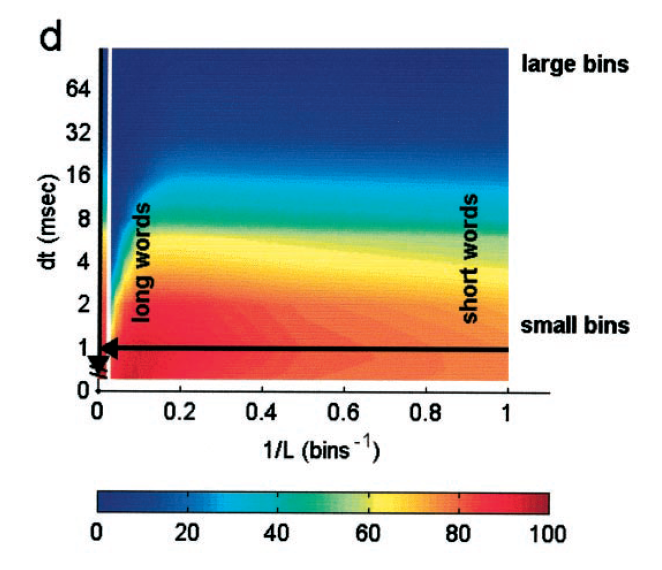 d
large bins
64
32
16
8
4
2
1
0
dt (msec)
long words
short words
small bins
0 0.2 0.4 0.6 0.8 1
1/L (bins⁻¹)
0 20 40 60 80 100